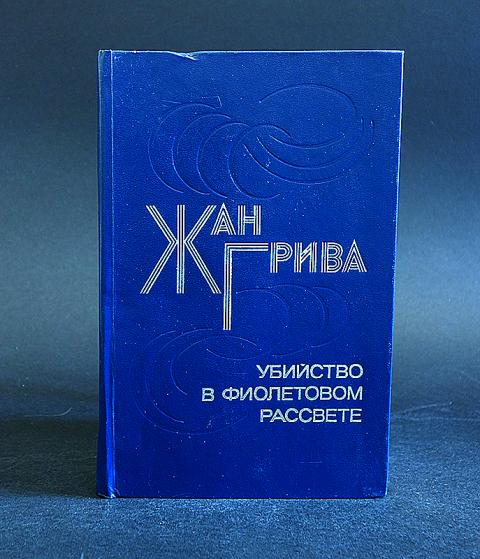 ЖАН
ГРИВА
УБИЙСТВО
В ФИОЛЕТОВОМ
РАССВЕТЕ